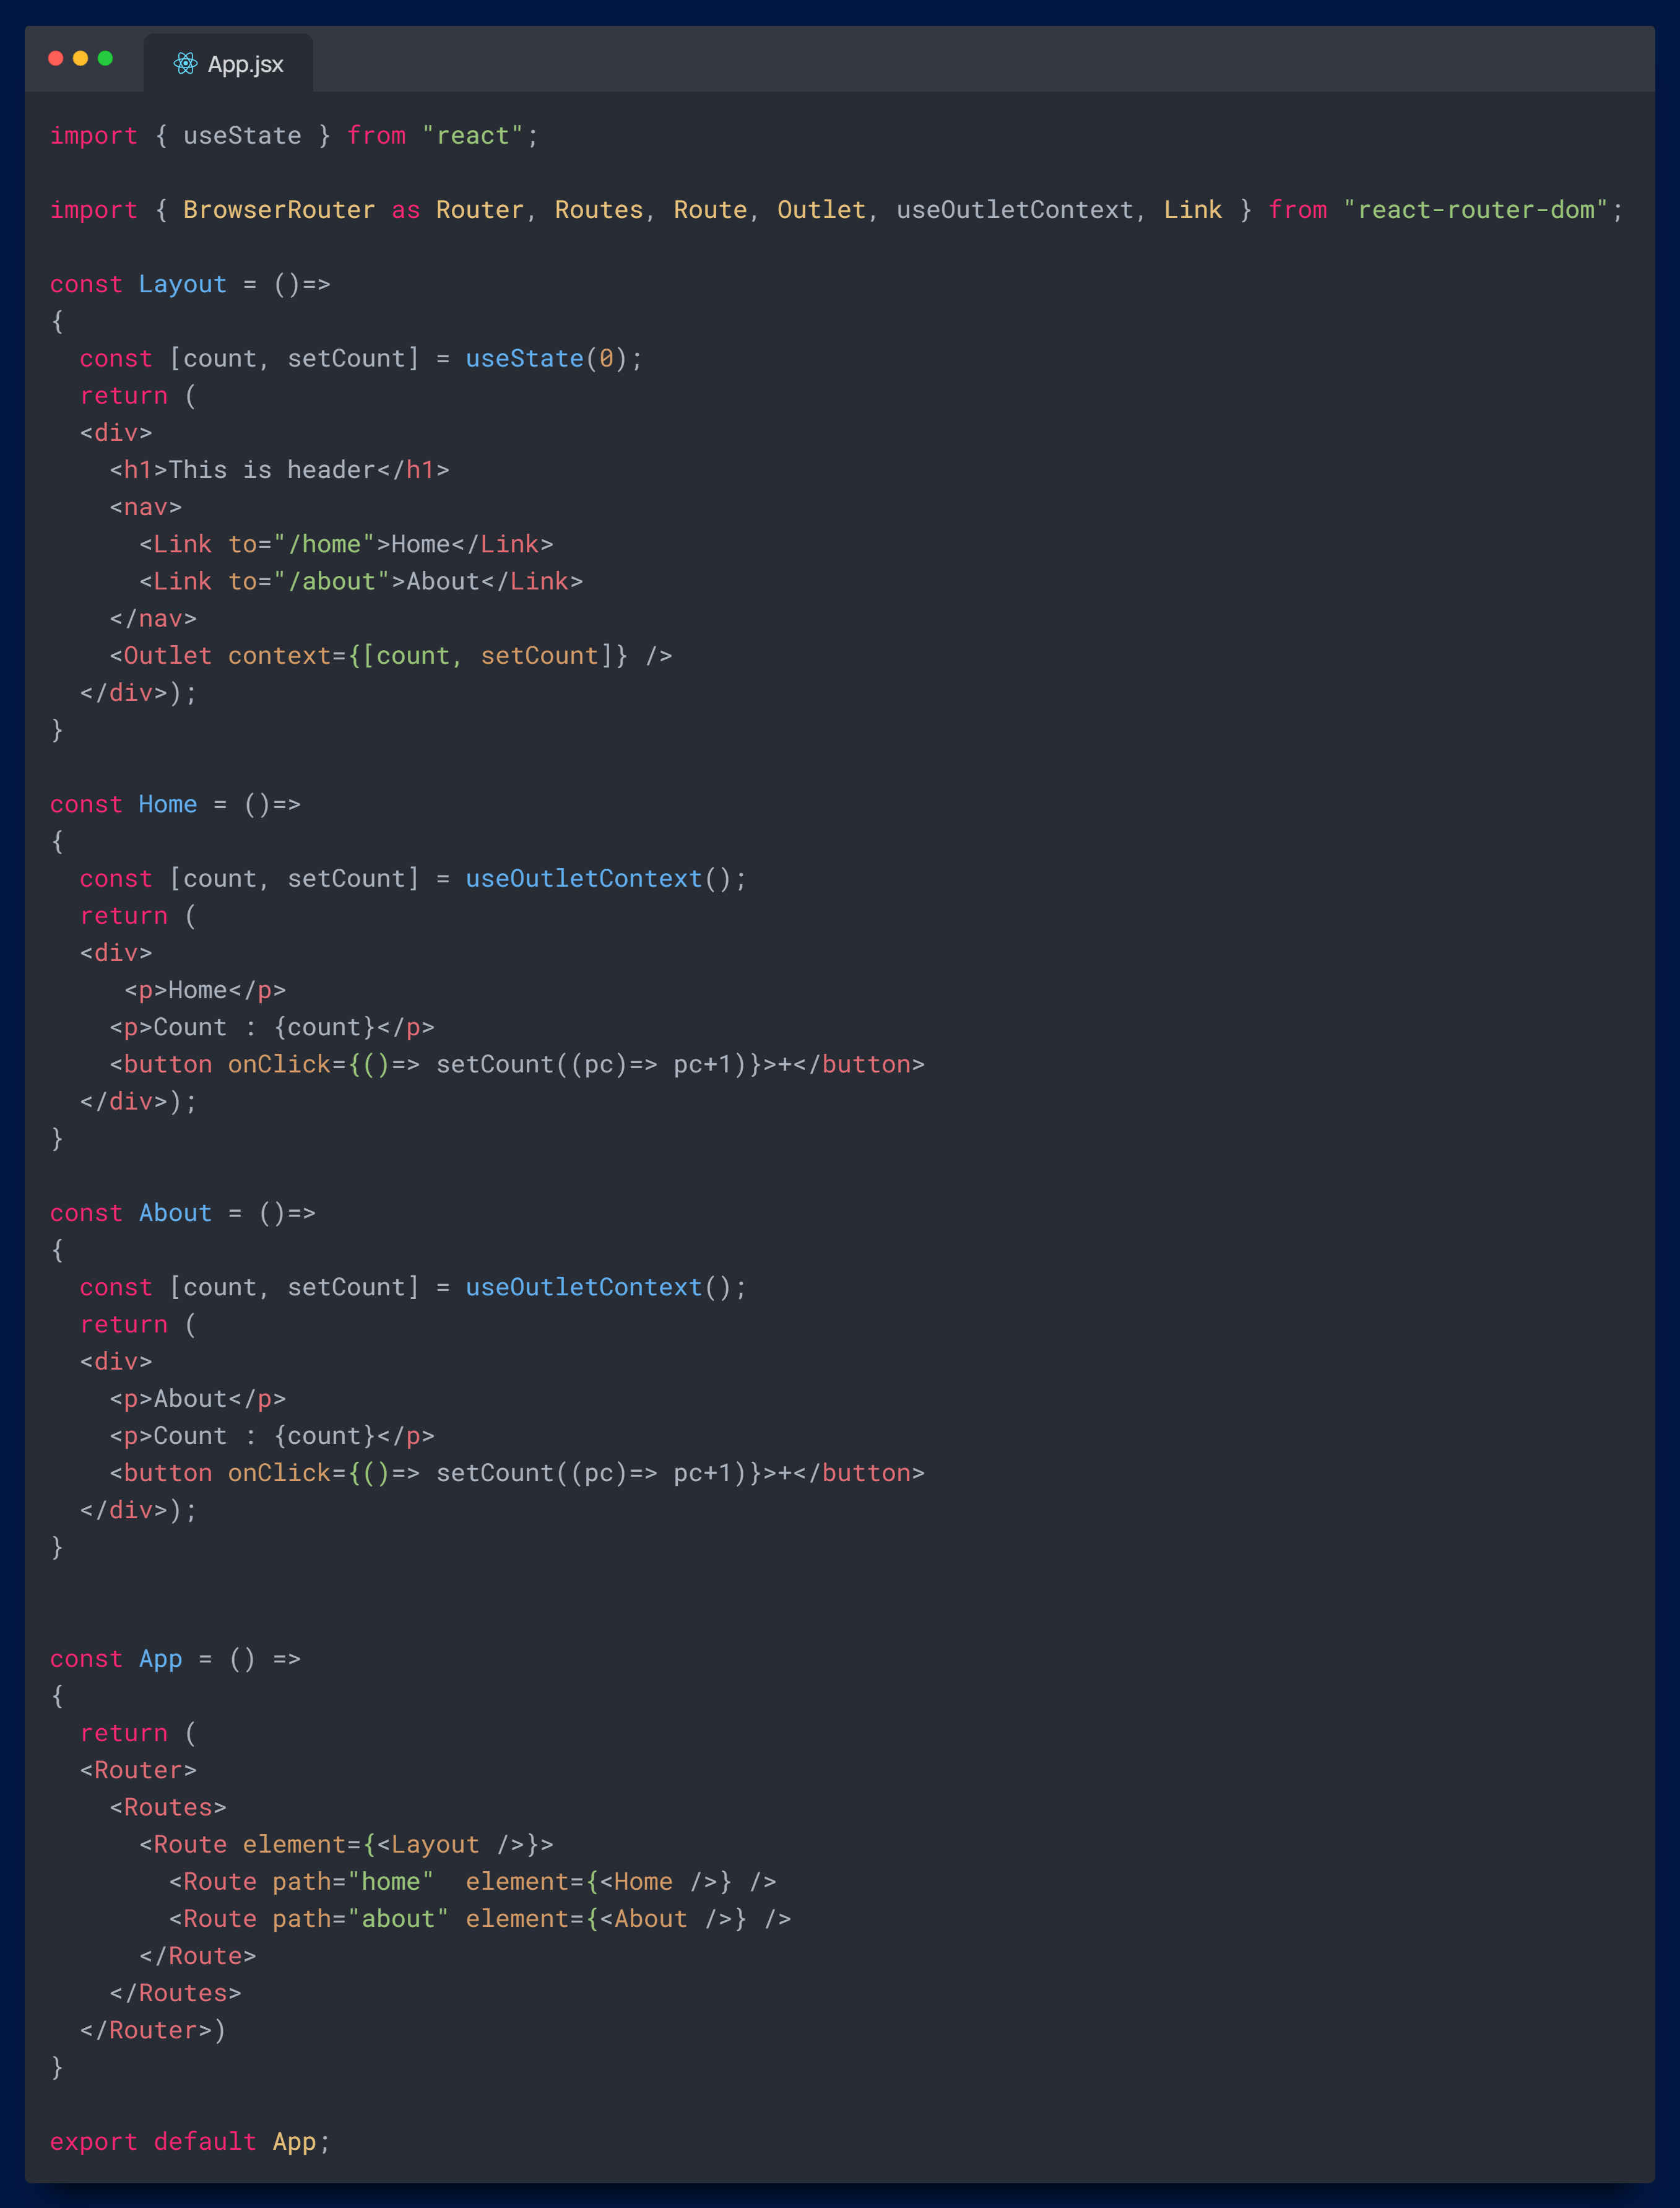 App.jsx
import { useState } from "react";
import { BrowserRouter as Router, Routes, Route, Outlet, useOutletContext, Link } from "react-router-dom";
const Layout = ()=>
{
  const [count, setCount] = useState(0);
  return (
  <div>
    <h1>This is header</h1>
    <nav>
      <Link to="/home">Home</Link>
      <Link to="/about">About</Link>
    </nav>
    <Outlet context={[count, setCount]} />
  </div>);
}
const Home = ()=>
{
  const [count, setCount] = useOutletContext();
  return (
  <div>
     <p>Home</p>
    <p>Count : {count}</p>
    <button onClick={()=> setCount((pc)=> pc+1)}>+</button>
  </div>);
}
const About = ()=>
{
  const [count, setCount] = useOutletContext();
  return (
  <div>
    <p>About</p>
    <p>Count : {count}</p>
    <button onClick={()=> setCount((pc)=> pc+1)}>+</button>
  </div>);
}
const App = () =>
{
  return (
  <Router>
    <Routes>
      <Route element={<Layout />}>
        <Route path="home"  element={<Home />} />
        <Route path="about" element={<About />} />
      </Route>
    </Routes>
  </Router>)
}
export default App;